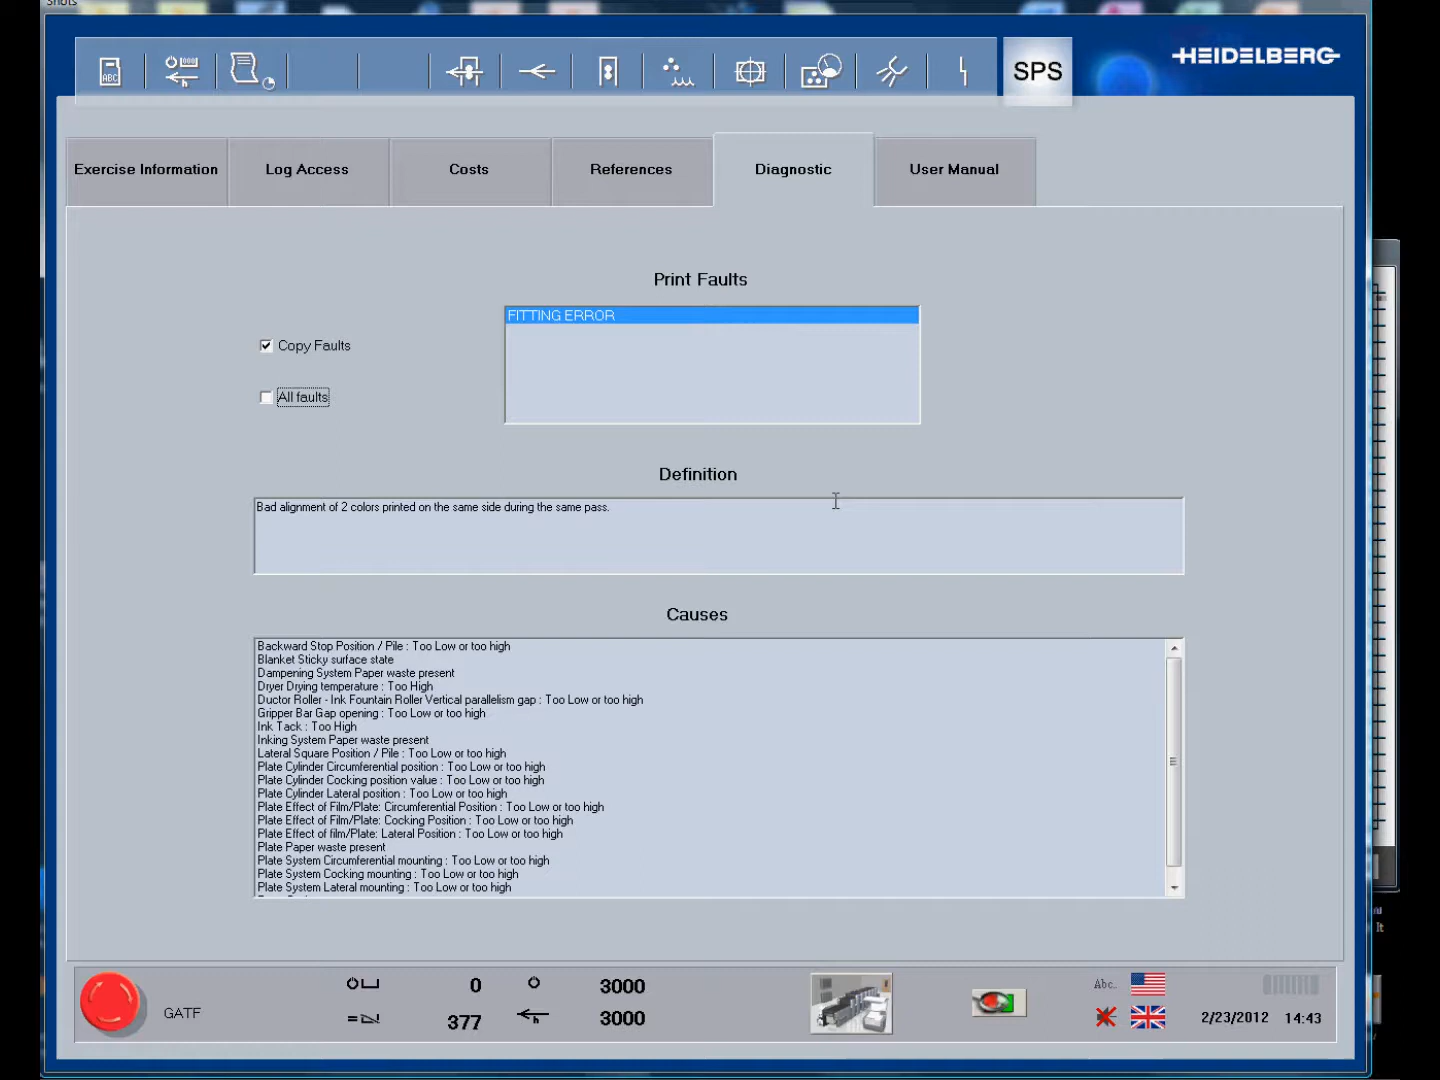 Shots
ABC
SPS
HEIDELBERG
Exercise Information
Log Access
Costs
References
Diagnostic
User Manual
Print Faults
FITTING ERROR
Copy Faults
All faults
Definition
Bad alignment of 2 colors printed on the same side during the same pass.
Causes
Backward Stop Position / Pile : Too Low or too high
Blanket Sticky surface state
Dampening System Paper waste present
Dryer Drying temperature : Too High
Ductor Roller - Ink Fountain Roller Vertical parallelism gap : Too Low or too high
Gripper Bar Gap opening : Too Low or too high
Ink Tack : Too High
Inking System Paper waste present
Lateral Square Position / Pile : Too Low or too high
Plate Cylinder Circumferential position : Too Low or too high
Plate Cylinder Cocking position value : Too Low or too high
Plate Cylinder Lateral position : Too Low or too high
Plate Effect of Film/Plate: Circumferential Position : Too Low or too high
Plate Effect of Film/Plate: Cocking Position : Too Low or too high
Plate Effect of film/Plate: Lateral Position : Too Low or too high
Plate Paper waste present
Plate System Circumferential mounting : Too Low or too high
Plate System Cocking mounting : Too Low or too high
Plate System Lateral mounting : Too Low or too high
GATF
0
3000
377
3000
Abc..
2/23/2012 14:43
It